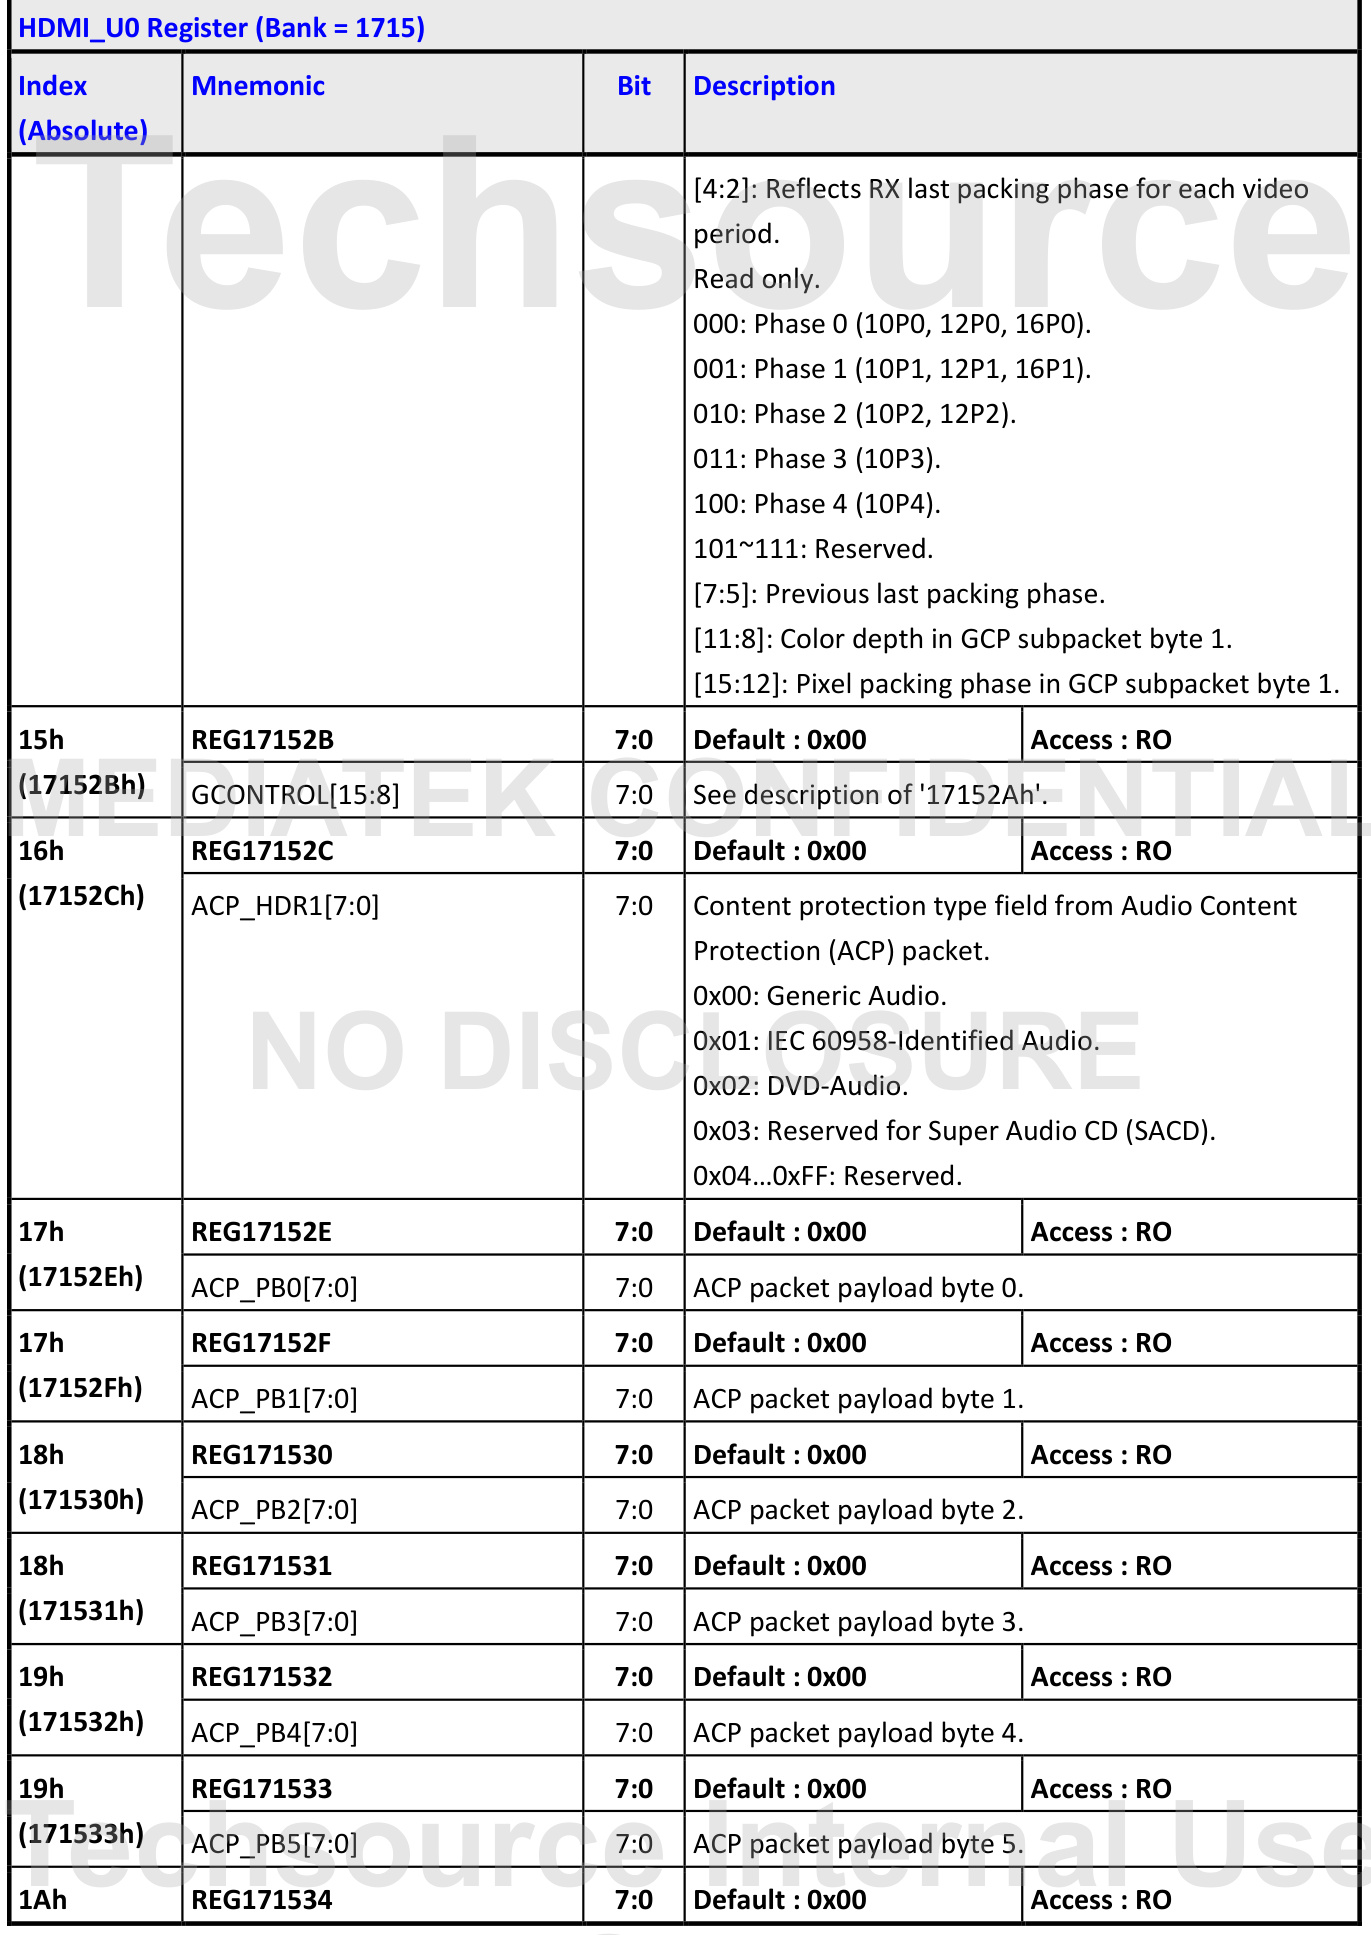 HDMI_U0 Register (Bank = 1715)
Index (Absolute) Mnemonic Bit Description
[4:2]: Reflects RX last packing phase for each video
period.
Read only.
000: Phase 0 (10P0, 12P0, 16P0).
001: Phase 1 (10P1, 12P1, 16P1).
010: Phase 2 (10P2, 12P2).
011: Phase 3 (10P3).
100: Phase 4 (10P4).
101~111: Reserved.
[7:5]: Previous last packing phase.
[11:8]: Color depth in GCP subpacket byte 1.
[15:12]: Pixel packing phase in GCP subpacket byte 1.
15h REG17152B 7:0 Default : 0x00 Access : RO
(17152Bh) GCONTROL[15:8] 7:0 See description of '17152Ah'.
16h REG17152C 7:0 Default : 0x00 Access : RO
(17152Ch) ACP_HDR1[7:0] 7:0 Content protection type field from Audio Content
Protection (ACP) packet.
0x00: Generic Audio.
0x01: IEC 60958-Identified Audio.
0x02: DVD-Audio.
0x03: Reserved for Super Audio CD (SACD).
0x04...0xFF: Reserved.
17h REG17152E 7:0 Default : 0x00 Access : RO
(17152Eh) ACP_PB0[7:0] 7:0 ACP packet payload byte 0.
17h REG17152F 7:0 Default : 0x00 Access : RO
(17152Fh) ACP_PB1[7:0] 7:0 ACP packet payload byte 1.
18h REG171530 7:0 Default : 0x00 Access : RO
(171530h) ACP_PB2[7:0] 7:0 ACP packet payload byte 2.
18h REG171531 7:0 Default : 0x00 Access : RO
(171531h) ACP_PB3[7:0] 7:0 ACP packet payload byte 3.
19h REG171532 7:0 Default : 0x00 Access : RO
(171532h) ACP_PB4[7:0] 7:0 ACP packet payload byte 4.
19h REG171533 7:0 Default : 0x00 Access : RO
(171533h) ACP_PB5[7:0] 7:0 ACP packet payload byte 5.
1Ah REG171534 7:0 Default : 0x00 Access : RO
Techsource
MEDIATEK CONFIDENTIAL
NO DISCLOSURE
Techsource Internal Use